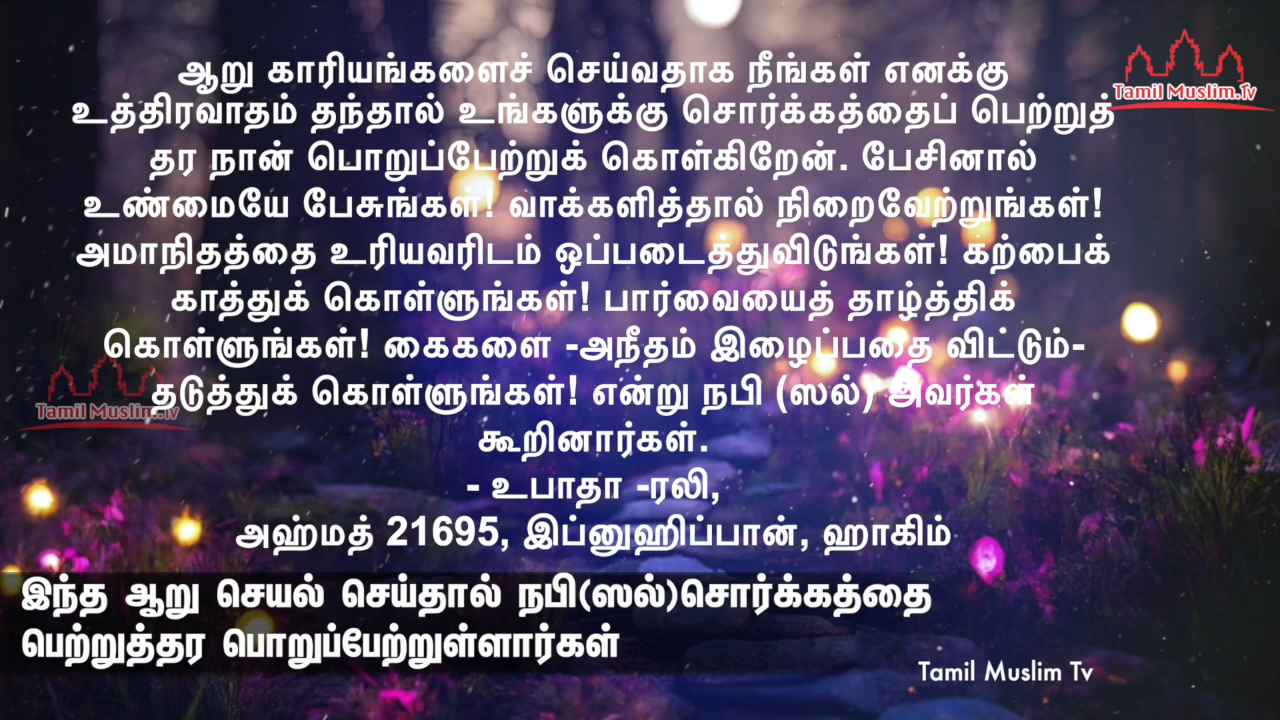 Tamil Muslim.Tv
ஆறு காரியங்களைச் செய்வதாக நீங்கள் எனக்கு
உத்திரவாதம் தந்தால் உங்களுக்கு சொர்க்கத்தைப் பெற்றுத்
தர நான் பொறுப்பேற்றுக் கொள்கிறேன். பேசினால்
உண்மையே பேசுங்கள்! வாக்களித்தால் நிறைவேற்றுங்கள்!
அமாநிதத்தை உரியவரிடம் ஒப்படைத்துவிடுங்கள்! கற்பைக்
காத்துக் கொள்ளுங்கள்! பார்வையைத் தாழ்த்திக்
கொள்ளுங்கள்! கைகளை -அநீதம் இழைப்பதை விட்டும்-
தடுத்துக் கொள்ளுங்கள்! என்று நபி (ஸல்) அவர்கள்
Tamil Muslim.Tv
கூறினார்கள்.
- உபாதா -ரலி,
அஹ்மத் 21695, இப்னுஹிப்பான், ஹாகிம்
இந்த ஆறு செயல் செய்தால் நபி(ஸல்)சொர்க்கத்தை
பெற்றுத்தர பொறுப்பேற்றுள்ளார்கள்
Tamil Muslim Tv